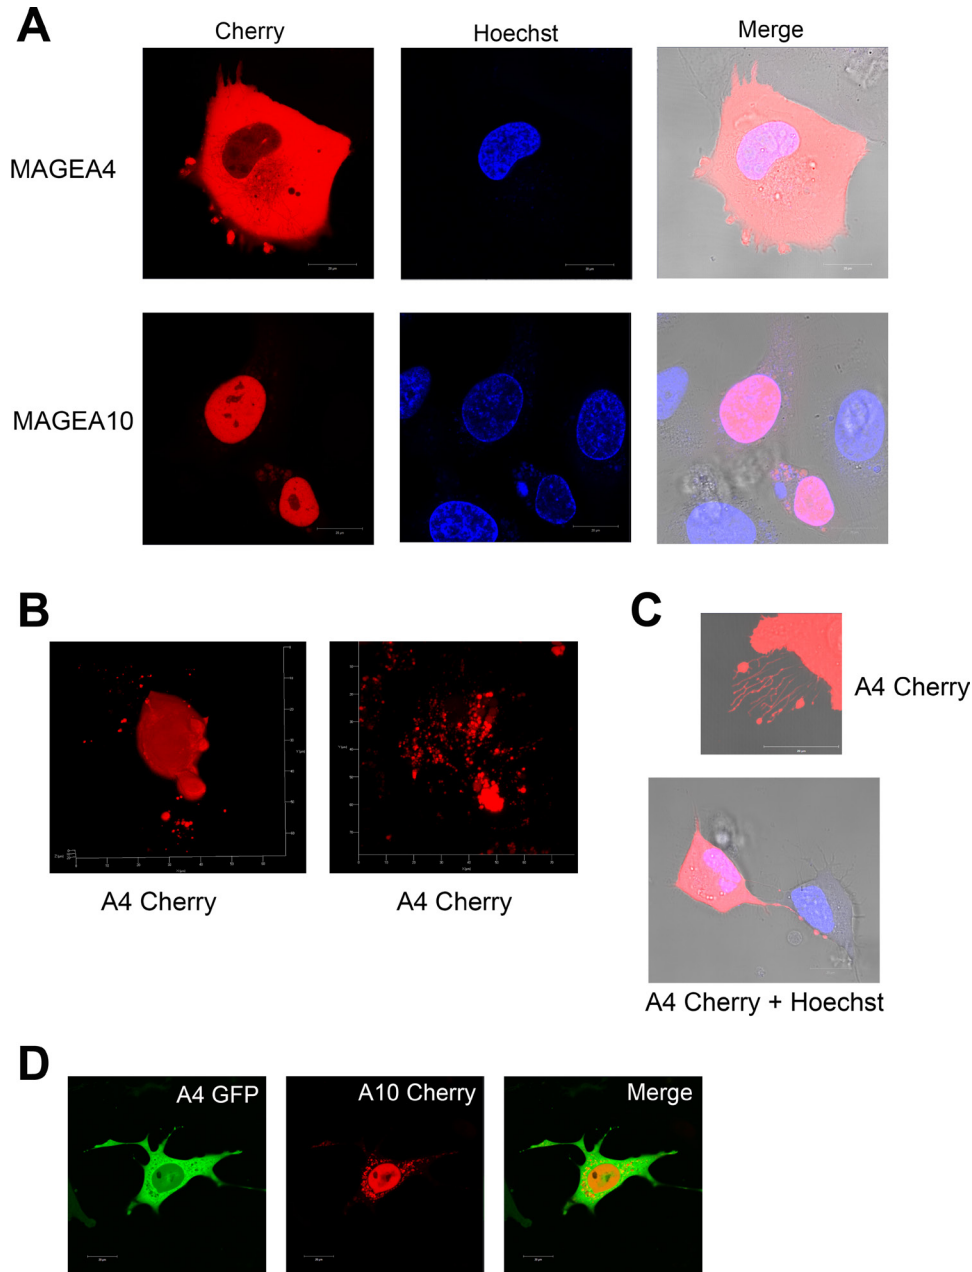 A
Cherry Hoechst Merge
MAGEA4
MAGEA10
B
C
A4 Cherry
A4 Cherry A4 Cherry
A4 Cherry + Hoechst
D
A4 GFP A10 Cherry Merge